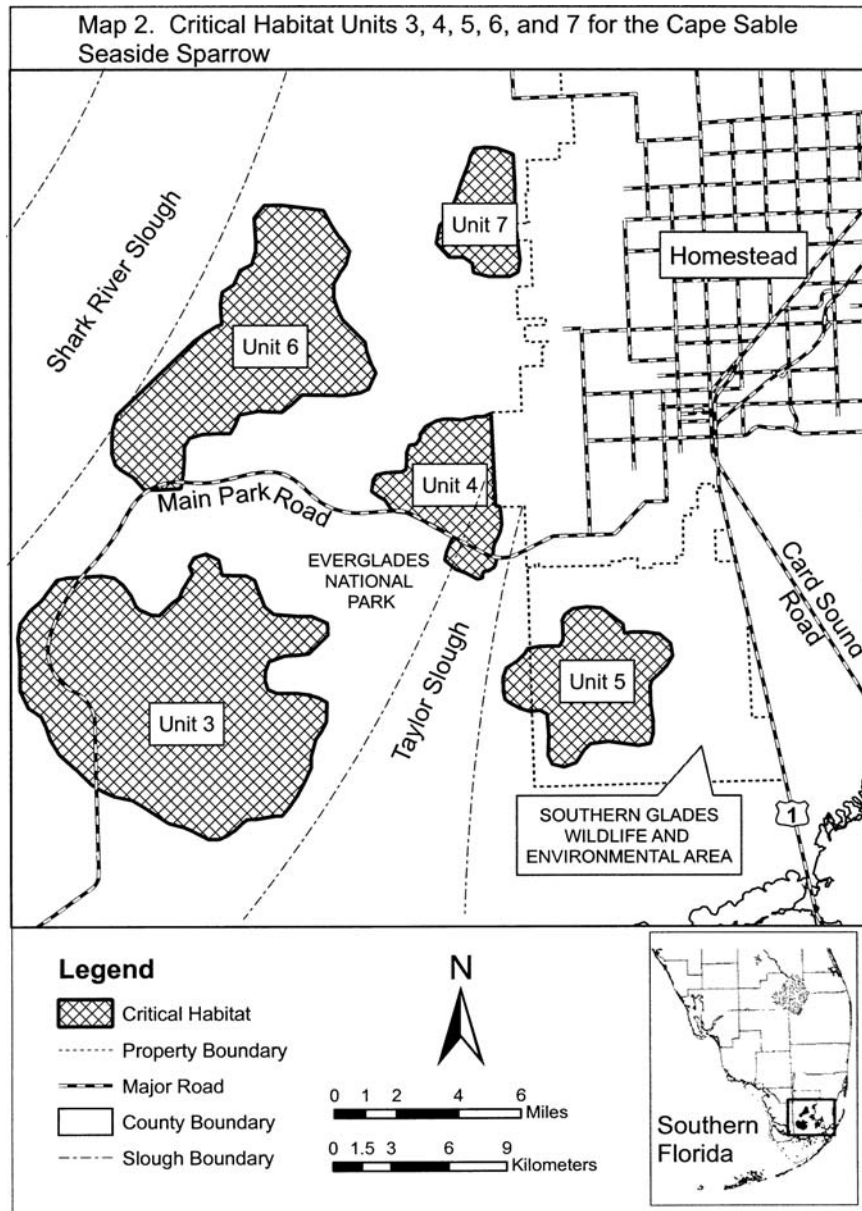 Map 2. Critical Habitat Units 3, 4, 5, 6, and 7 for the Cape Sable
Seaside Sparrow
Shark River Slough
Unit 7
Homestead
Unit 6
Unit 4
Main Park Road
EVERGLADES
NATIONAL
PARK
Card Sound
Road
Taylor Slough
Unit 5
Unit 3
SOUTHERN GLADES
WILDLIFE AND
ENVIRONMENTAL AREA
1
Legend
Critical Habitat
Property Boundary
Major Road
County Boundary
Slough Boundary
N
0 1 2 4 6
Miles
0 1.5 3 6 9
Kilometers
Southern
Florida